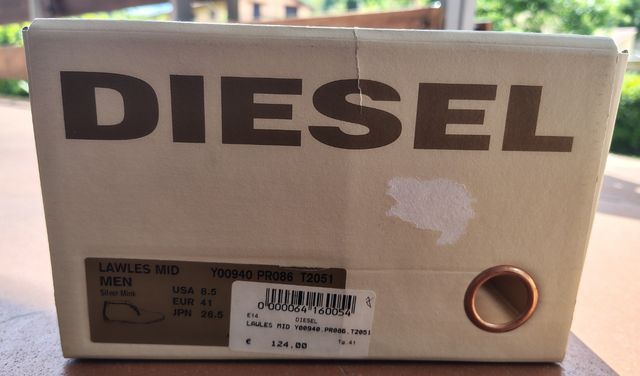 DIESEL
LAWLES MID Y00940 PR086 T2051
MEN
Silver Mink
USA 8.5
EUR 41
JPN 26.5
0 000064 160054
E14 DIESEL
LAWLES MID Y00940.PR086.T2051
€ 124,00 Tg.41